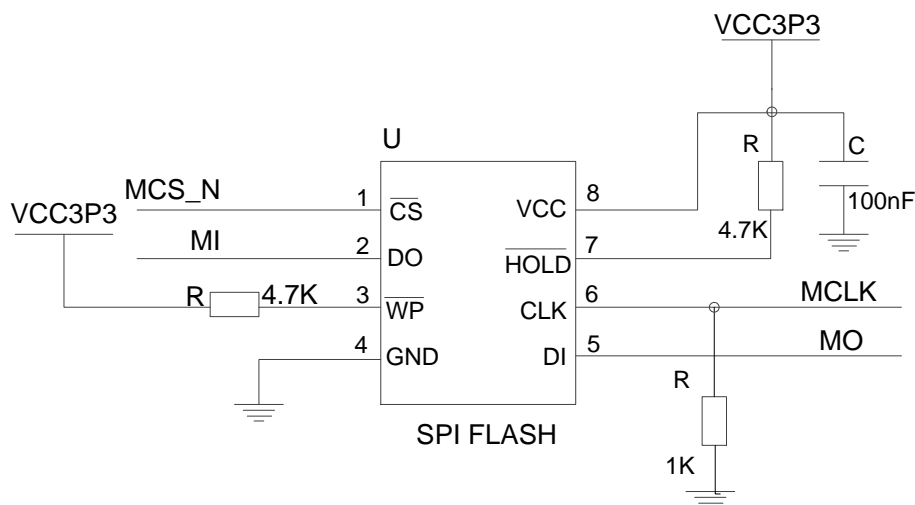 VCC3P3
U
R
C
MCS_N
1
CS
VCC
8
100nF
VCC3P3
MI
2
DO
HOLD
7
4.7K
R
4.7K
3
WP
CLK
6
MCLK
4
GND
DI
5
MO
R
SPI FLASH
1K